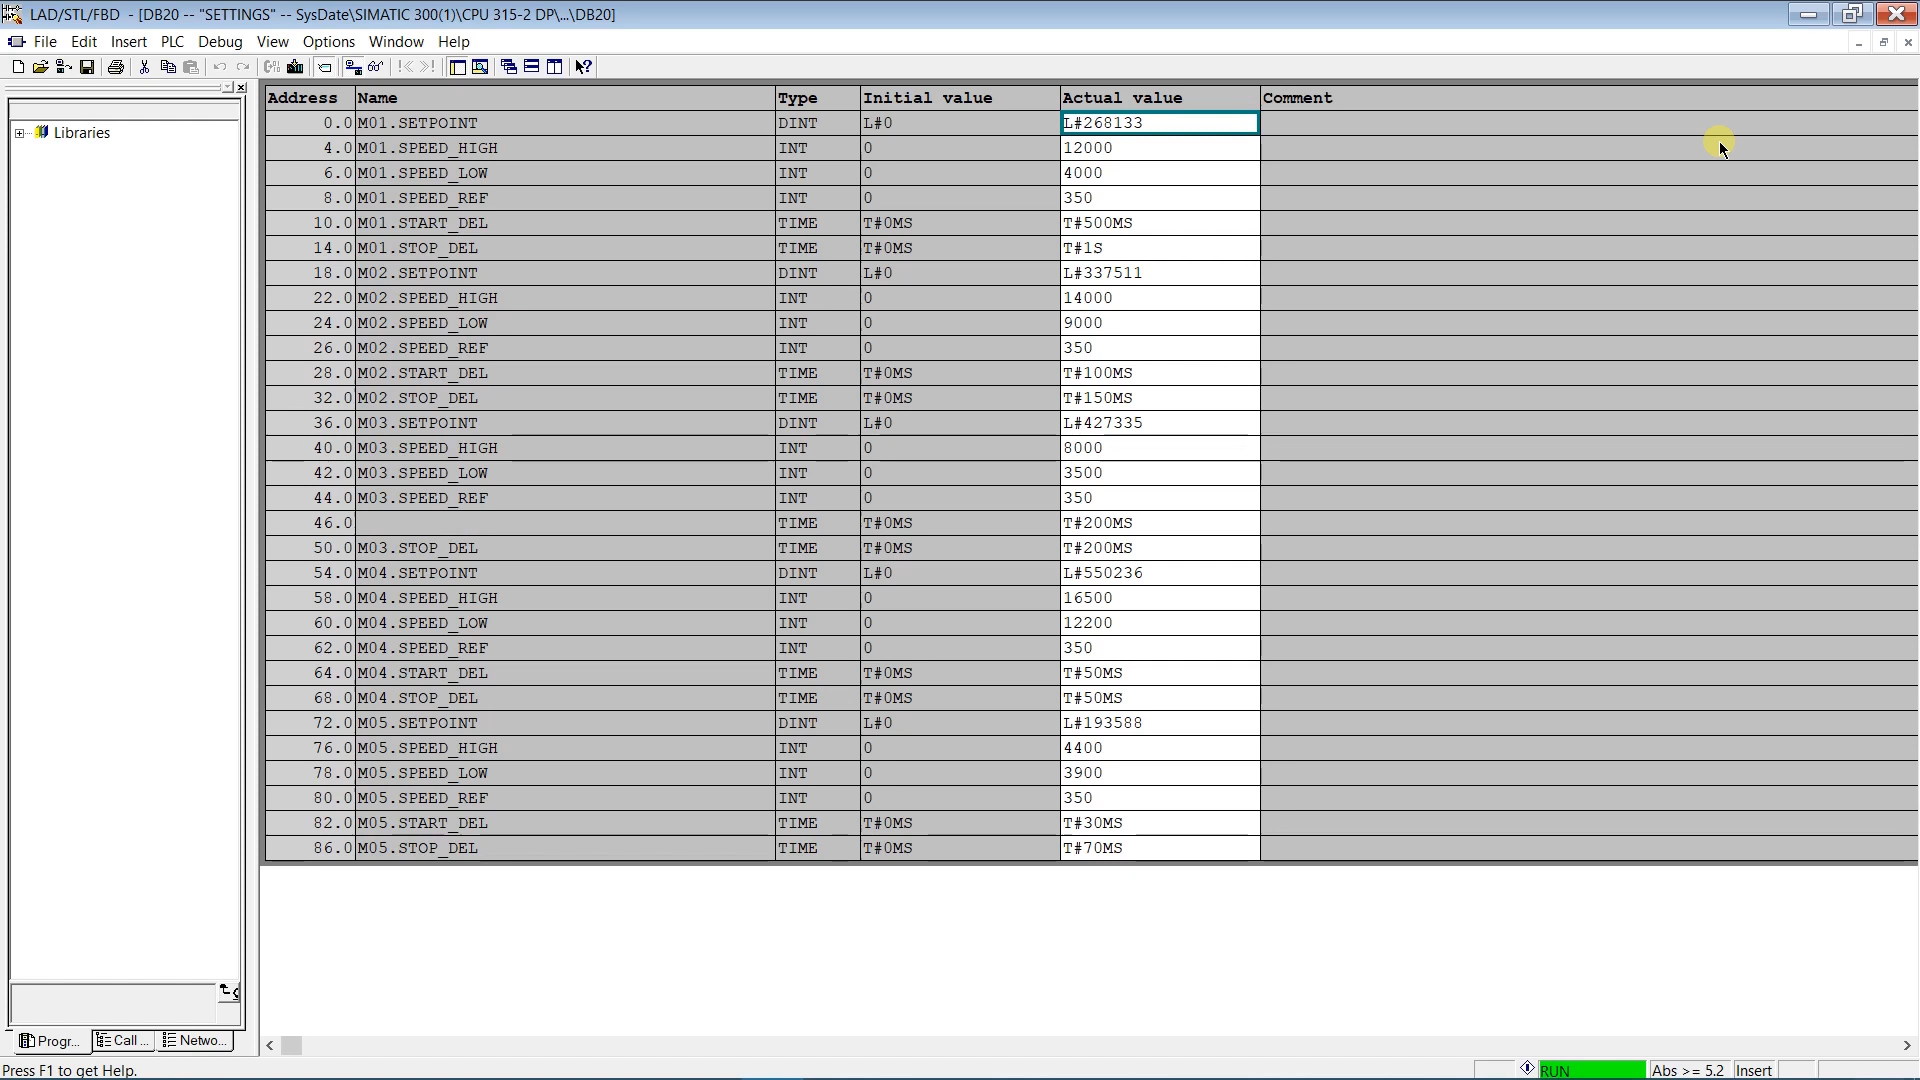 LAD/STL/FBD - [DB20 -- "SETTINGS" -- SysDate\SIMATIC 300(1)\CPU 315-2 DP\...\DB20]
File Edit Insert PLC Debug View Options Window Help
Libraries
Address Name Type Initial value Actual value Comment
0.0 M01.SETPOINT DINT L#0 L#268133
4.0 M01.SPEED_HIGH INT 0 12000
6.0 M01.SPEED_LOW INT 0 4000
8.0 M01.SPEED_REF INT 0 350
10.0 M01.START_DEL TIME T#0MS T#500MS
14.0 M01.STOP_DEL TIME T#0MS T#1S
18.0 M02.SETPOINT DINT L#0 L#337511
22.0 M02.SPEED_HIGH INT 0 14000
24.0 M02.SPEED_LOW INT 0 9000
26.0 M02.SPEED_REF INT 0 350
28.0 M02.START_DEL TIME T#0MS T#100MS
32.0 M02.STOP_DEL TIME T#0MS T#150MS
36.0 M03.SETPOINT DINT L#0 L#427335
40.0 M03.SPEED_HIGH INT 0 8000
42.0 M03.SPEED_LOW INT 0 3500
44.0 M03.SPEED_REF INT 0 350
46.0 TIME T#0MS T#200MS
50.0 M03.STOP_DEL TIME T#0MS T#200MS
54.0 M04.SETPOINT DINT L#0 L#550236
58.0 M04.SPEED_HIGH INT 0 16500
60.0 M04.SPEED_LOW INT 0 12200
62.0 M04.SPEED_REF INT 0 350
64.0 M04.START_DEL TIME T#0MS T#50MS
68.0 M04.STOP_DEL TIME T#0MS T#50MS
72.0 M05.SETPOINT DINT L#0 L#193588
76.0 M05.SPEED_HIGH INT 0 4400
78.0 M05.SPEED_LOW INT 0 3900
80.0 M05.SPEED_REF INT 0 350
82.0 M05.START_DEL TIME T#0MS T#30MS
86.0 M05.STOP_DEL TIME T#0MS T#70MS
Progr... Call ... Netwo...
Press F1 to get Help. RUN Abs >= 5.2 Insert